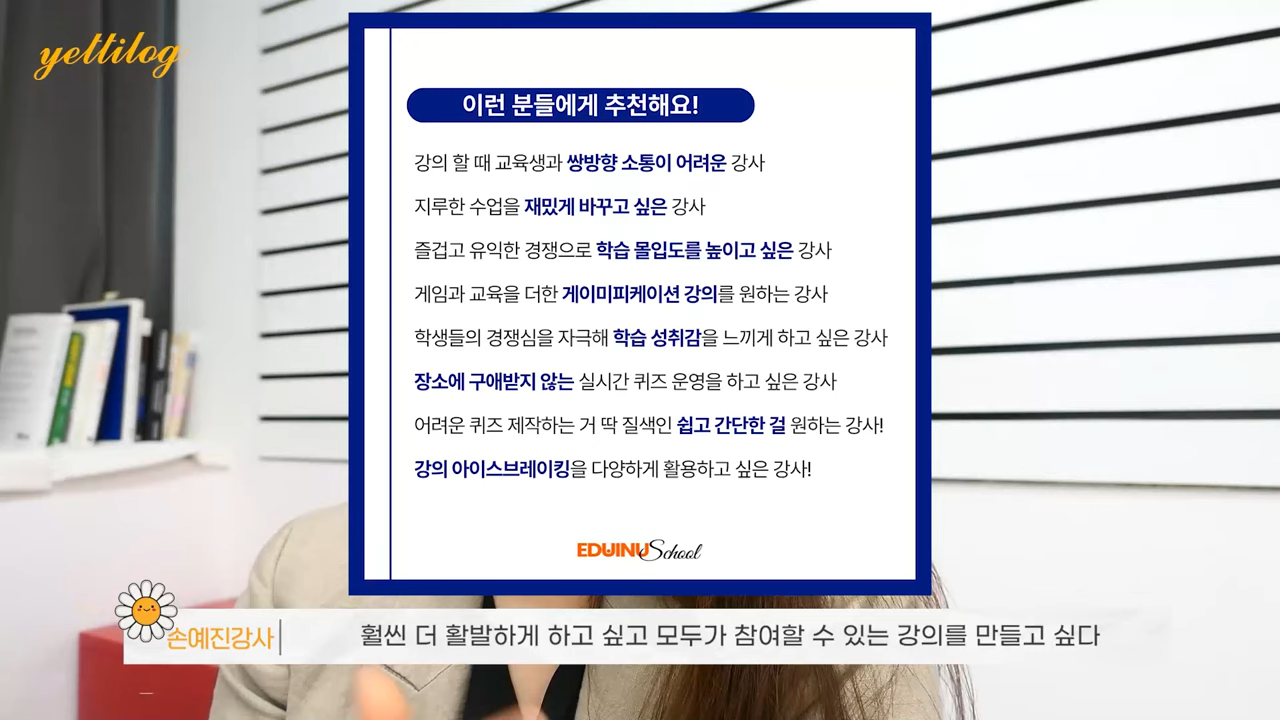 yettilog
이런 분들에게 추천해요!
강의 할 때 교육생과 쌍방향 소통이 어려운 강사
지루한 수업을 재밌게 바꾸고 싶은 강사
즐겁고 유익한 경쟁으로 학습 몰입도를 높이고 싶은 강사
게임과 교육을 더한 게이미피케이션 강의를 원하는 강사
학생들의 경쟁심을 자극해 학습 성취감을 느끼게 하고 싶은 강사
장소에 구애받지 않는 실시간 퀴즈 운영을 하고 싶은 강사
어려운 퀴즈 제작하는 거 딱 질색인 쉽고 간단한 걸 원하는 강사!
강의 아이스브레이킹을 다양하게 활용하고 싶은 강사!
EDUINU School
손예진강사
훨씬 더 활발하게 하고 싶고 모두가 참여할 수 있는 강의를 만들고 싶다